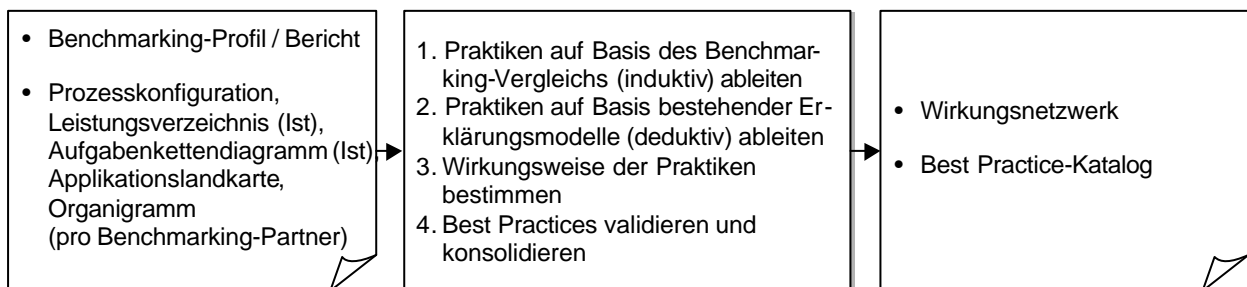 • Benchmarking-Profil / Bericht
• Prozesskonfiguration,
Leistungsverzeichnis (Ist),
Aufgabenkettendiagramm (Ist),
Applikationslandkarte,
Organigramm
(pro Benchmarking-Partner)
1. Praktiken auf Basis des Benchmar-
king-Vergleichs (induktiv) ableiten
2. Praktiken auf Basis bestehender Er-
klärungsmodelle (deduktiv) ableiten
3. Wirkungsweise der Praktiken
bestimmen
4. Best Practices validieren und
konsolidieren
• Wirkungsnetzwerk
• Best Practice-Katalog